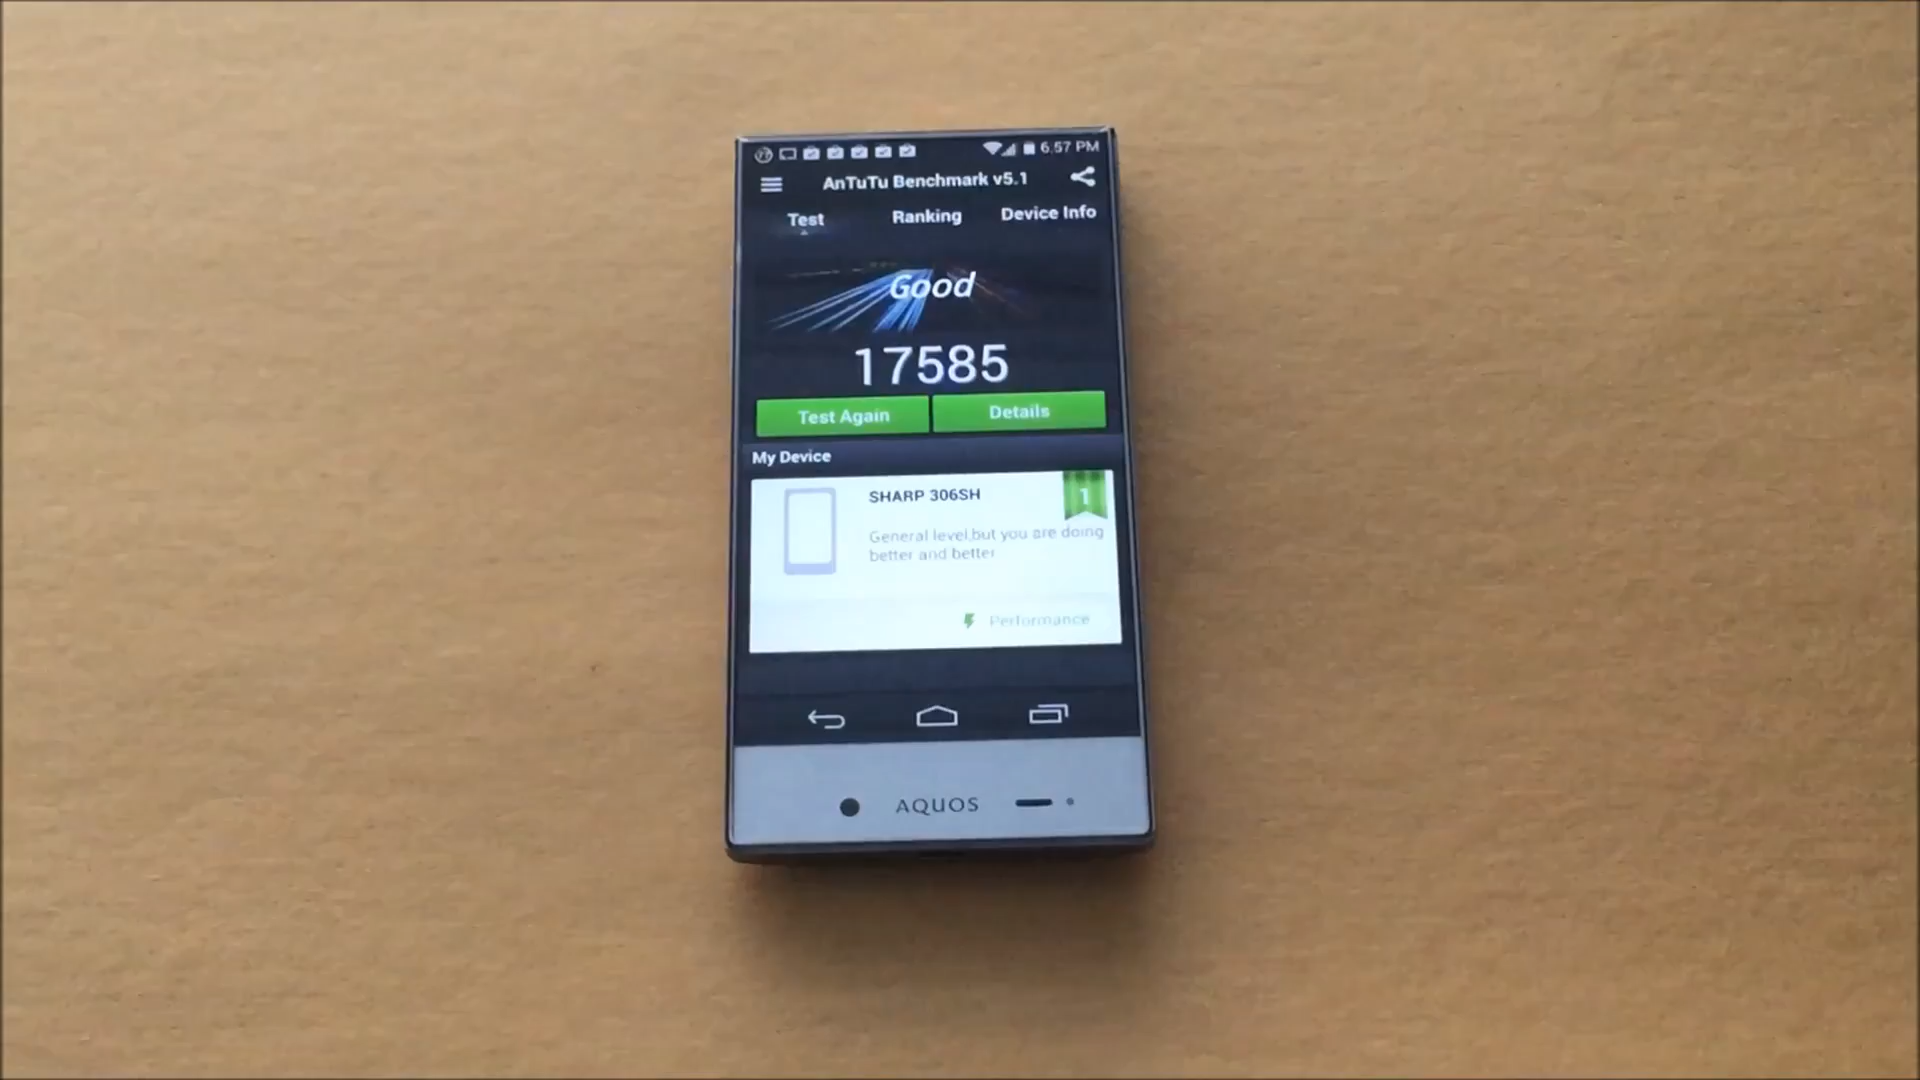 6:57 PM
AnTuTu Benchmark v5.1
Test Ranking Device Info
Good
17585
Test Again Details
My Device
SHARP 306SH
1
General level,but you are doing
better and better
Performance
AQUOS